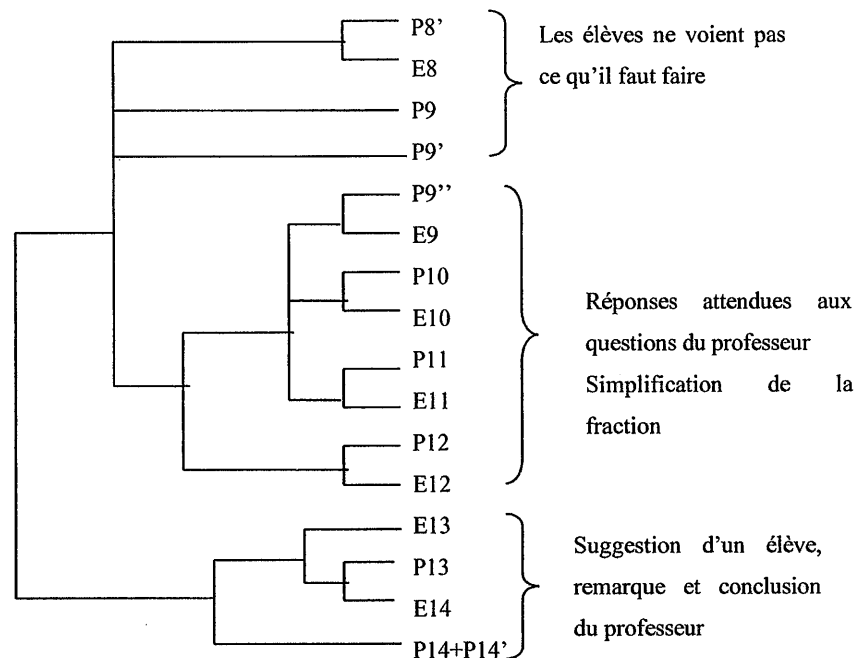 P8’
E8
P9
P9’
Les élèves ne voient pas
ce qu’il faut faire
P9’’
E9
P10
E10
P11
E11
P12
E12
Réponses attendues aux
questions du professeur
Simplification de la
fraction
E13
P13
E14
P14+P14’
Suggestion d’un élève,
remarque et conclusion
du professeur